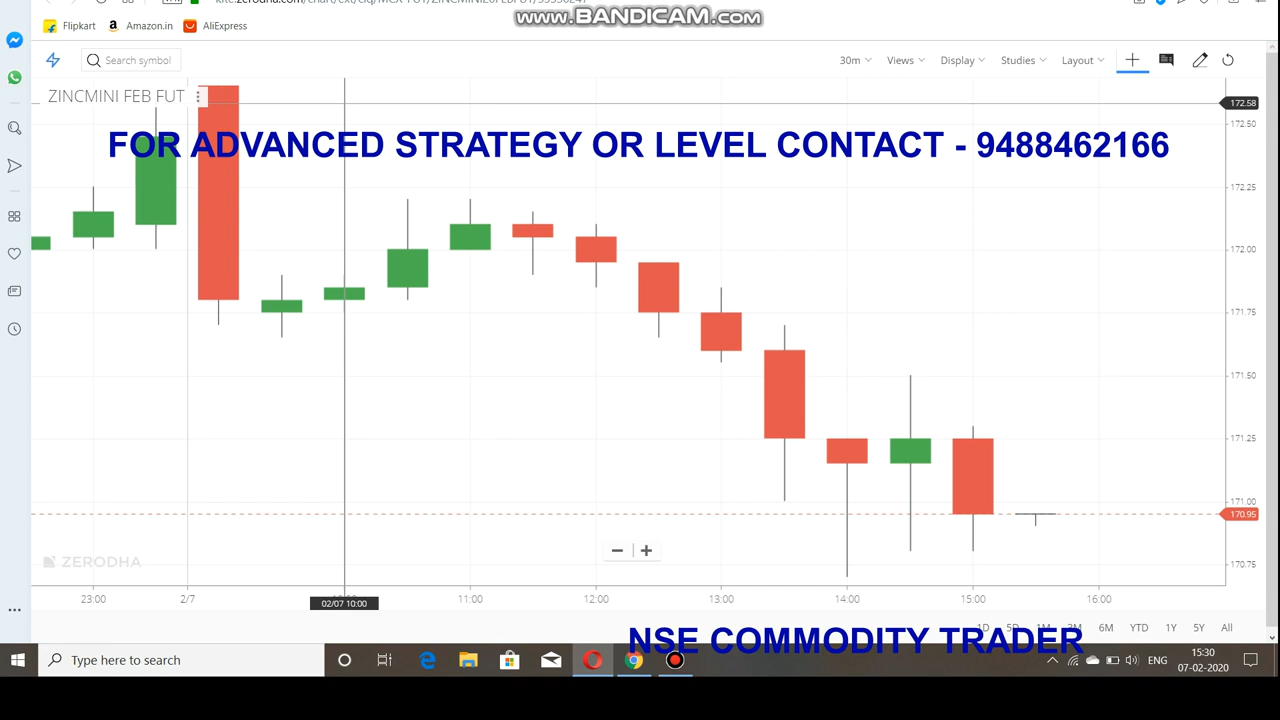 www.BANDICAM.com
Flipkart Amazon.in AliExpress
Search symbol 30m Views Display Studies Layout
ZINCMINI FEB FUT
172.58
172.50
FOR ADVANCED STRATEGY OR LEVEL CONTACT - 9488462166
172.25
172.00
171.75
171.50
171.25
171.00
170.95
ZERODHA
170.75
23:00 2/7 11:00 12:00 13:00 14:00 15:00 16:00
02/07 10:00
1D 5D 1M 3M 6M YTD 1Y 5Y All
NSE COMMODITY TRADER
Type here to search
ENG
15:30
07-02-2020